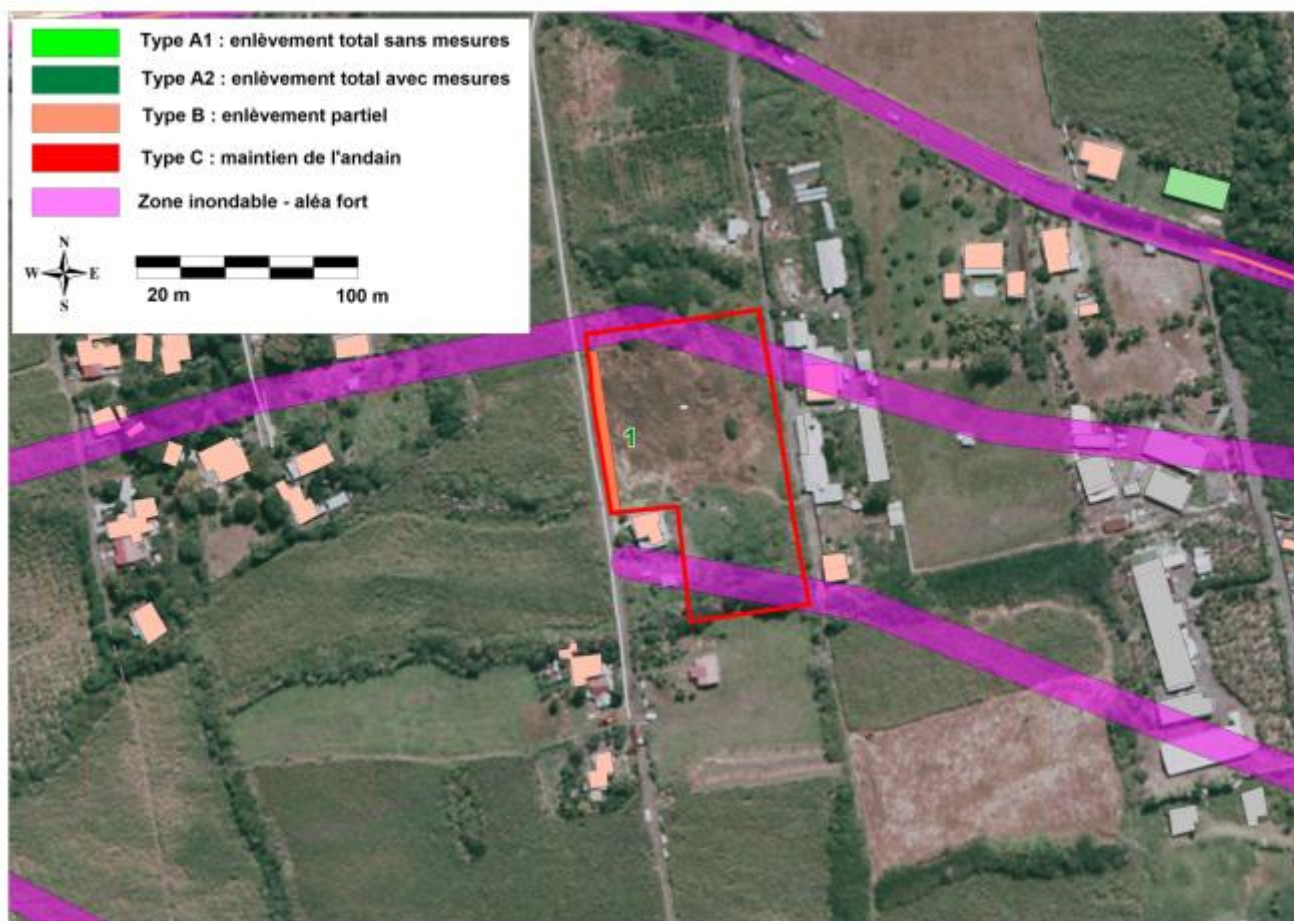 Type A1 : enlèvement total sans mesures
Type A2 : enlèvement total avec mesures
Type B : enlèvement partiel
Type C : maintien de l'andain
Zone inondable - aléa fort
N
W E
S
20 m 100 m
1